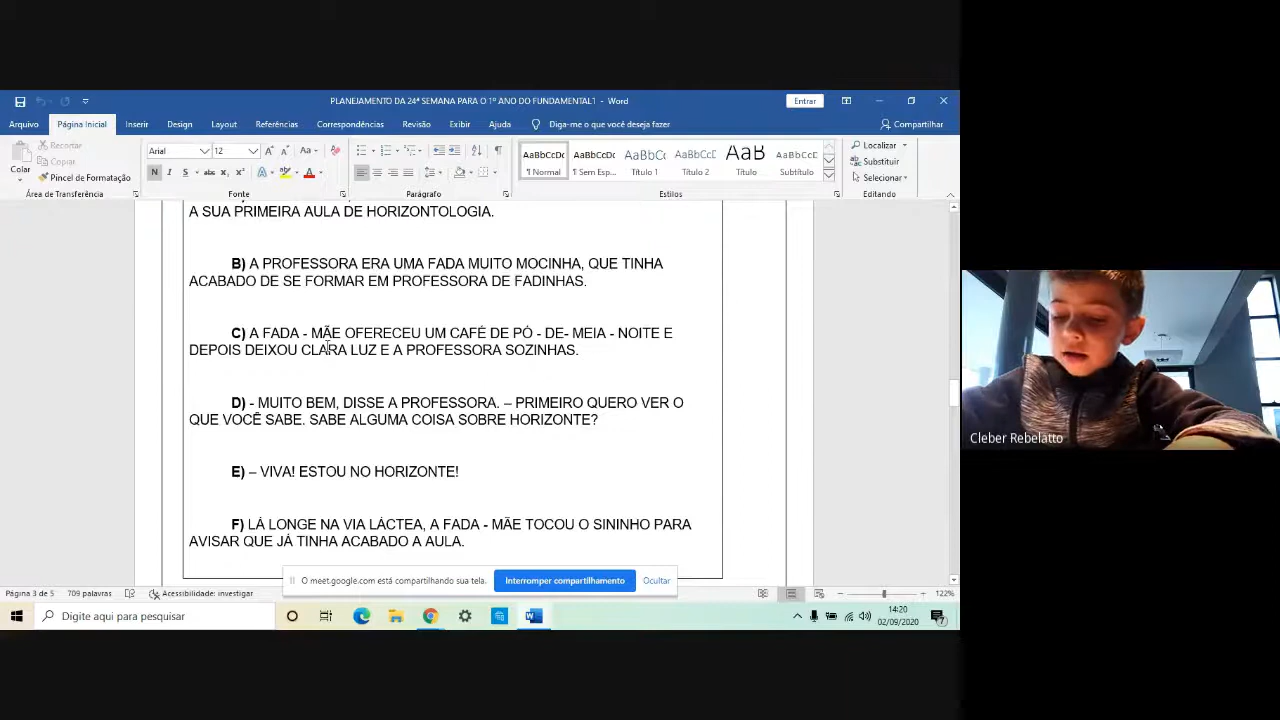 PLANEJAMENTO DA 24ª SEMANA PARA O 1º ANO DO FUNDAMENTAL1 - Word
Entrar
Arquivo Página Inicial Inserir Design Layout Referências Correspondências Revisão Exibir Ajuda Diga-me o que você deseja fazer Compartilhar
Colar
Recortar
Copiar
Pincel de Formatação
Área de Transferência
Arial 12
Fonte
Parágrafo
AaBbCcDc AaBbCcDc AaBbCc AaBbCcD AaB AaBbCcD
¶ Normal ¶ Sem Esp... Título 1 Título 2 Título Subtítulo
Estilos
Localizar
Substituir
Selecionar
Editando
A SUA PRIMEIRA AULA DE HORIZONTOLOGIA.
B) A PROFESSORA ERA UMA FADA MUITO MOCINHA, QUE TINHA
ACABADO DE SE FORMAR EM PROFESSORA DE FADINHAS.
C) A FADA - MÃE OFERECEU UM CAFÉ DE PÓ - DE- MEIA - NOITE E
DEPOIS DEIXOU CLARA LUZ E A PROFESSORA SOZINHAS.
D) - MUITO BEM, DISSE A PROFESSORA. – PRIMEIRO QUERO VER O
QUE VOCÊ SABE. SABE ALGUMA COISA SOBRE HORIZONTE?
E) – VIVA! ESTOU NO HORIZONTE!
F) LÁ LONGE NA VIA LÁCTEA, A FADA - MÃE TOCOU O SININHO PARA
AVISAR QUE JÁ TINHA ACABADO A AULA.
Cleber Rebelatto
O meet.google.com está compartilhando sua tela. Interromper compartilhamento Ocultar
Página 3 de 5 709 palavras Acessibilidade: investigar 122%
Digite aqui para pesquisar
14:20
02/09/2020